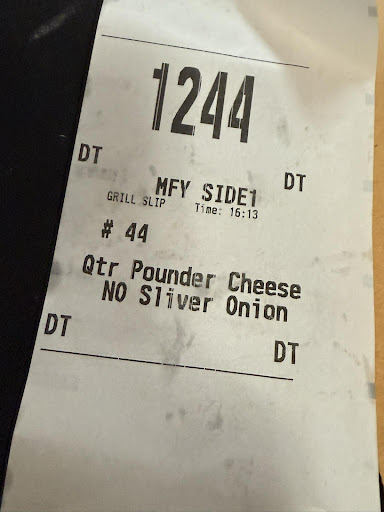 1244
DT DT
MFY SIDE1
GRILL SLIP Time: 16:13
# 44
Qtr Pounder Cheese
NO Sliver Onion
DT DT